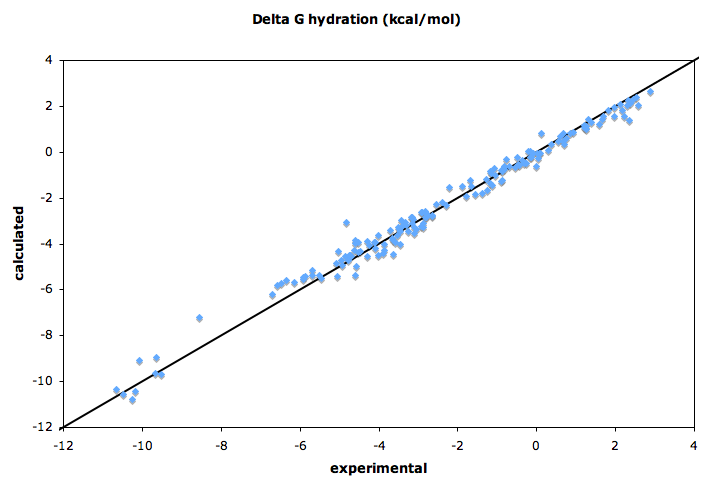 Delta G hydration (kcal/mol)
4
2
0
-2
-4
-6
-8
-10
-12
calculated
-12 -10 -8 -6 -4 -2 0 2 4
experimental